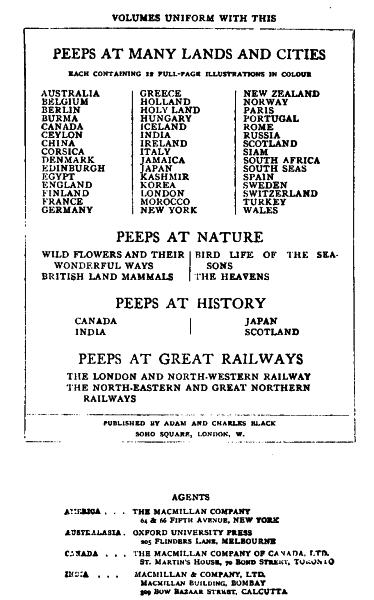 VOLUMES UNIFORM WITH THIS
PEEPS AT MANY LANDS AND CITIES
EACH CONTAINING 12 FULL-PAGE ILLUSTRATIONS IN COLOUR
AUSTRALIA
BELGIUM
BERLIN
BURMA
CANADA
CEYLON
CHINA
CORSICA
DENMARK
EDINBURGH
EGYPT
ENGLAND
FINLAND
FRANCE
GERMANY
GREECE
HOLLAND
HOLY LAND
HUNGARY
ICELAND
INDIA
IRELAND
ITALY
JAMAICA
JAPAN
KASHMIR
KOREA
LONDON
MOROCCO
NEW YORK
NEW ZEALAND
NORWAY
PARIS
PORTUGAL
ROME
RUSSIA
SCOTLAND
SIAM
SOUTH AFRICA
SOUTH SEAS
SPAIN
SWEDEN
SWITZERLAND
TURKEY
WALES
PEEPS AT NATURE
WILD FLOWERS AND THEIR
WONDERFUL WAYS
BRITISH LAND MAMMALS
BIRD LIFE OF THE SEA-
SONS
THE HEAVENS
PEEPS AT HISTORY
CANADA
INDIA
JAPAN
SCOTLAND
PEEPS AT GREAT RAILWAYS
THE LONDON AND NORTH-WESTERN RAILWAY
THE NORTH-EASTERN AND GREAT NORTHERN
RAILWAYS
PUBLISHED BY ADAM AND CHARLES BLACK
SOHO SQUARE, LONDON, W.
AGENTS
AMERICA . . . THE MACMILLAN COMPANY
64 & 66 FIFTH AVENUE, NEW YORK
AUSTRALASIA . OXFORD UNIVERSITY PRESS
205 FLINDERS LANE, MELBOURNE
CANADA . . . THE MACMILLAN COMPANY OF CANADA, LTD.
ST. MARTIN'S HOUSE, 70 BOND STREET, TORONTO
INDIA . . . MACMILLAN & COMPANY, LTD.
MACMILLAN BUILDING, BOMBAY
309 BOW BAZAAR STREET, CALCUTTA